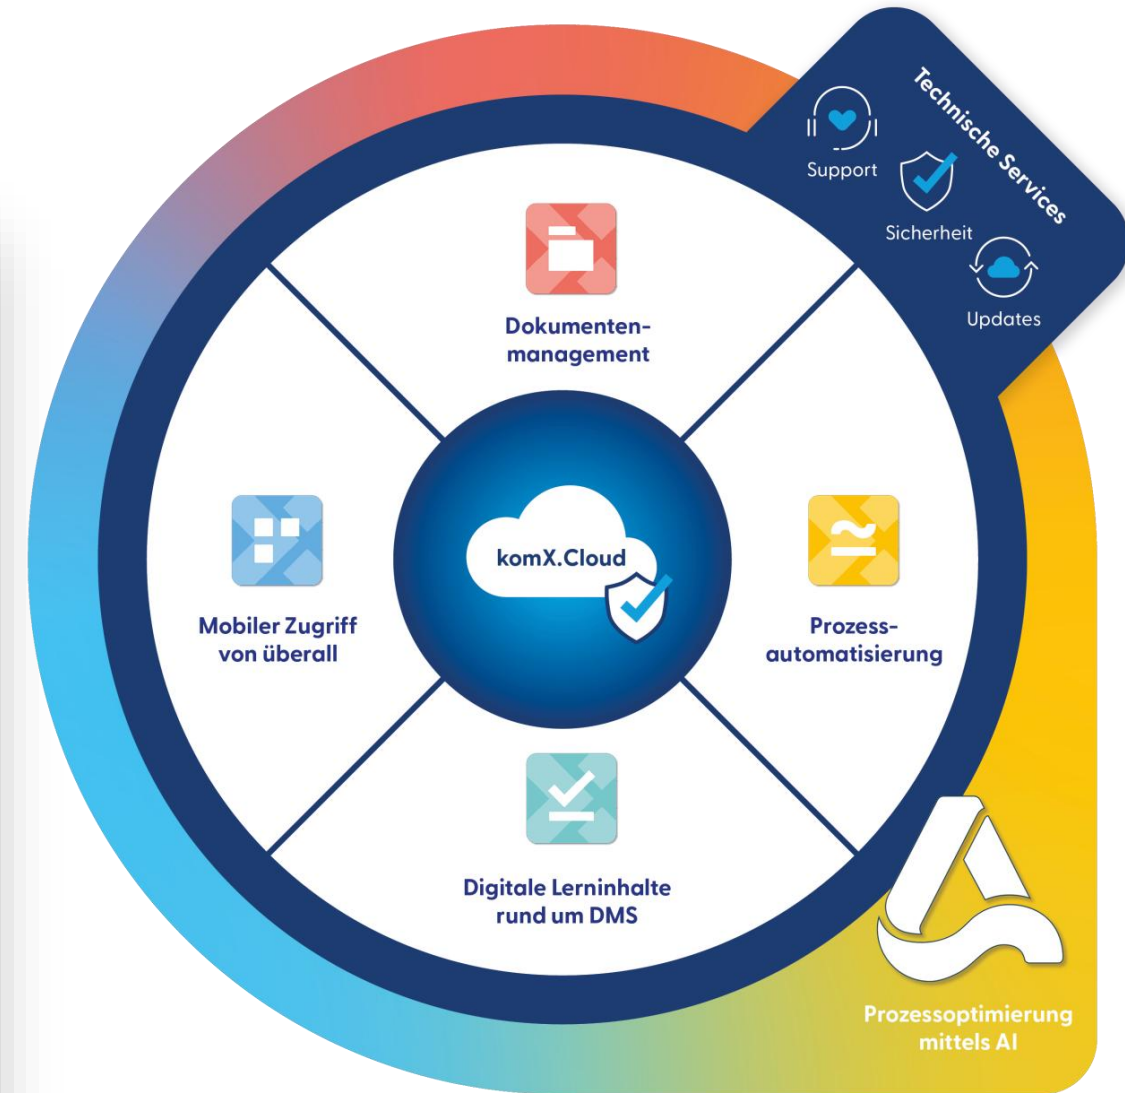 Technische Services
Support
Sicherheit
Updates
Dokumenten-
management
komX.Cloud
Mobiler Zugriff
von überall
Prozess-
automatisierung
Digitale Lerninhalte
rund um DMS
Prozessoptimierung
mittels AI